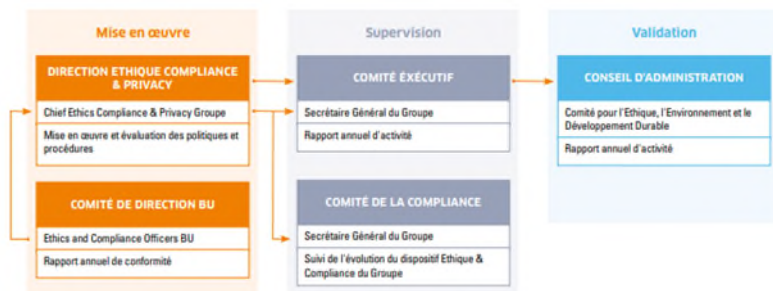 Mise en œuvre
DIRECTION ETHIQUE COMPLIANCE
& PRIVACY
Chief Ethics Compliance & Privacy Groupe
Mise en œuvre et évaluation des politiques et
procédures
COMITÉ DE DIRECTION BU
Ethics and Compliance Officers BU
Rapport annuel de conformité
Supervision
COMITÉ ÉXÉCUTIF
Secrétaire Général du Groupe
Rapport annuel d'activité
COMITÉ DE LA COMPLIANCE
Secrétaire Général du Groupe
Suivi de l'évolution du dispositif Ethique &
Compliance du Groupe
Validation
CONSEIL D'ADMINISTRATION
Comité pour l'Ethique, l'Environnement et le
Développement Durable
Rapport annuel d'activité